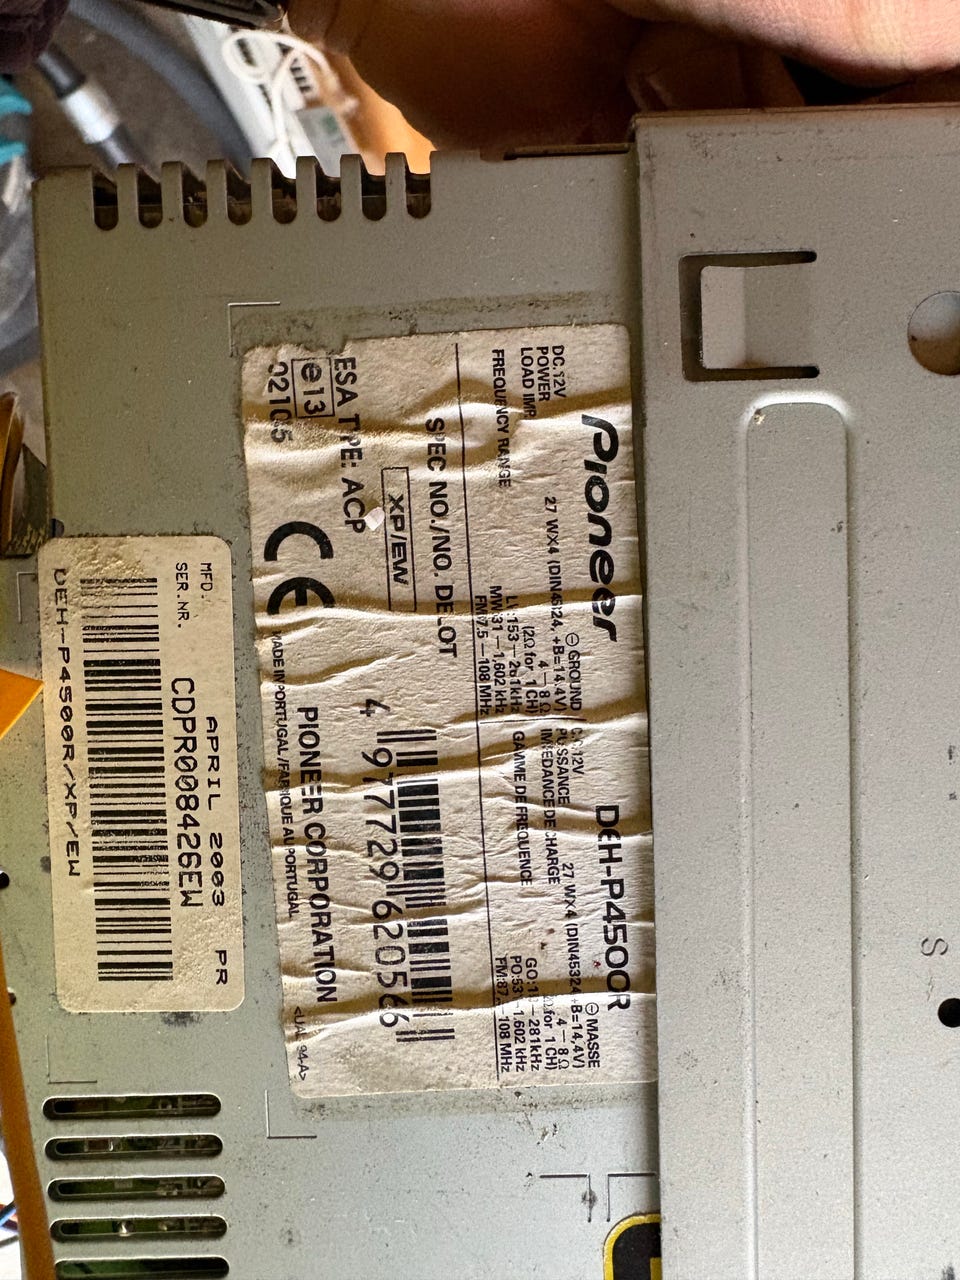 Pioneer DEH-P4500R
DC.12V ⊖ GROUND
POWER 27 WX4 (DIN45324, +B=14.4V)
LOAD IMP. 4 — 8 Ω
(2Ω for 1 CH)
FREQUENCY RANGE LW:153 — 281kHz
MW:531 — 1,602 kHz
FM:87.5 — 108 MHz
C.C.12V ⊖ MASSE
PUISSANCE 27 WX4 (DIN45324, +B=14,4V)
IMPEDANCE DE CHARGE 4 — 8 Ω
(2Ω for 1 CH)
GAMME DE FREQUENCE GO:153 — 281kHz
PO:531 — 1,602 kHz
FM:87,5 — 108 MHz
SPEC NO./NO. DE LOT
XP/EW
4 977729 620566
ESA TYPE: ACP
e13
CE
PIONEER CORPORATION
MADE IN PORTUGAL/FABRIQUE AU PORTUGAL
MFD: APRIL 2003 PR
SER.NR. CDPR008426EW
DEH-P4500R/XP/EW
S